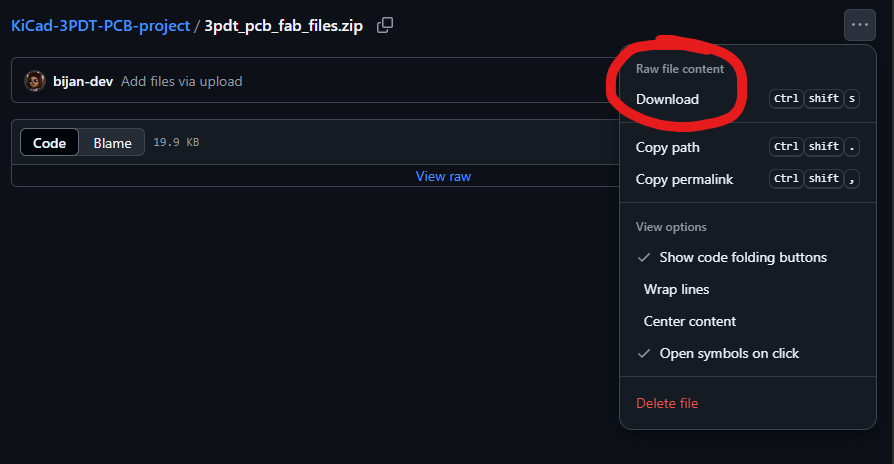 KiCad-3PDT-PCB-project / 3pdt_pcb_fab_files.zip
bijan-dev Add files via upload
Code Blame 19.9 KB
View raw
Raw file content
Download Ctrl shift s
Copy path Ctrl shift .
Copy permalink Ctrl shift ,
View options
Show code folding buttons
Wrap lines
Center content
Open symbols on click
Delete file